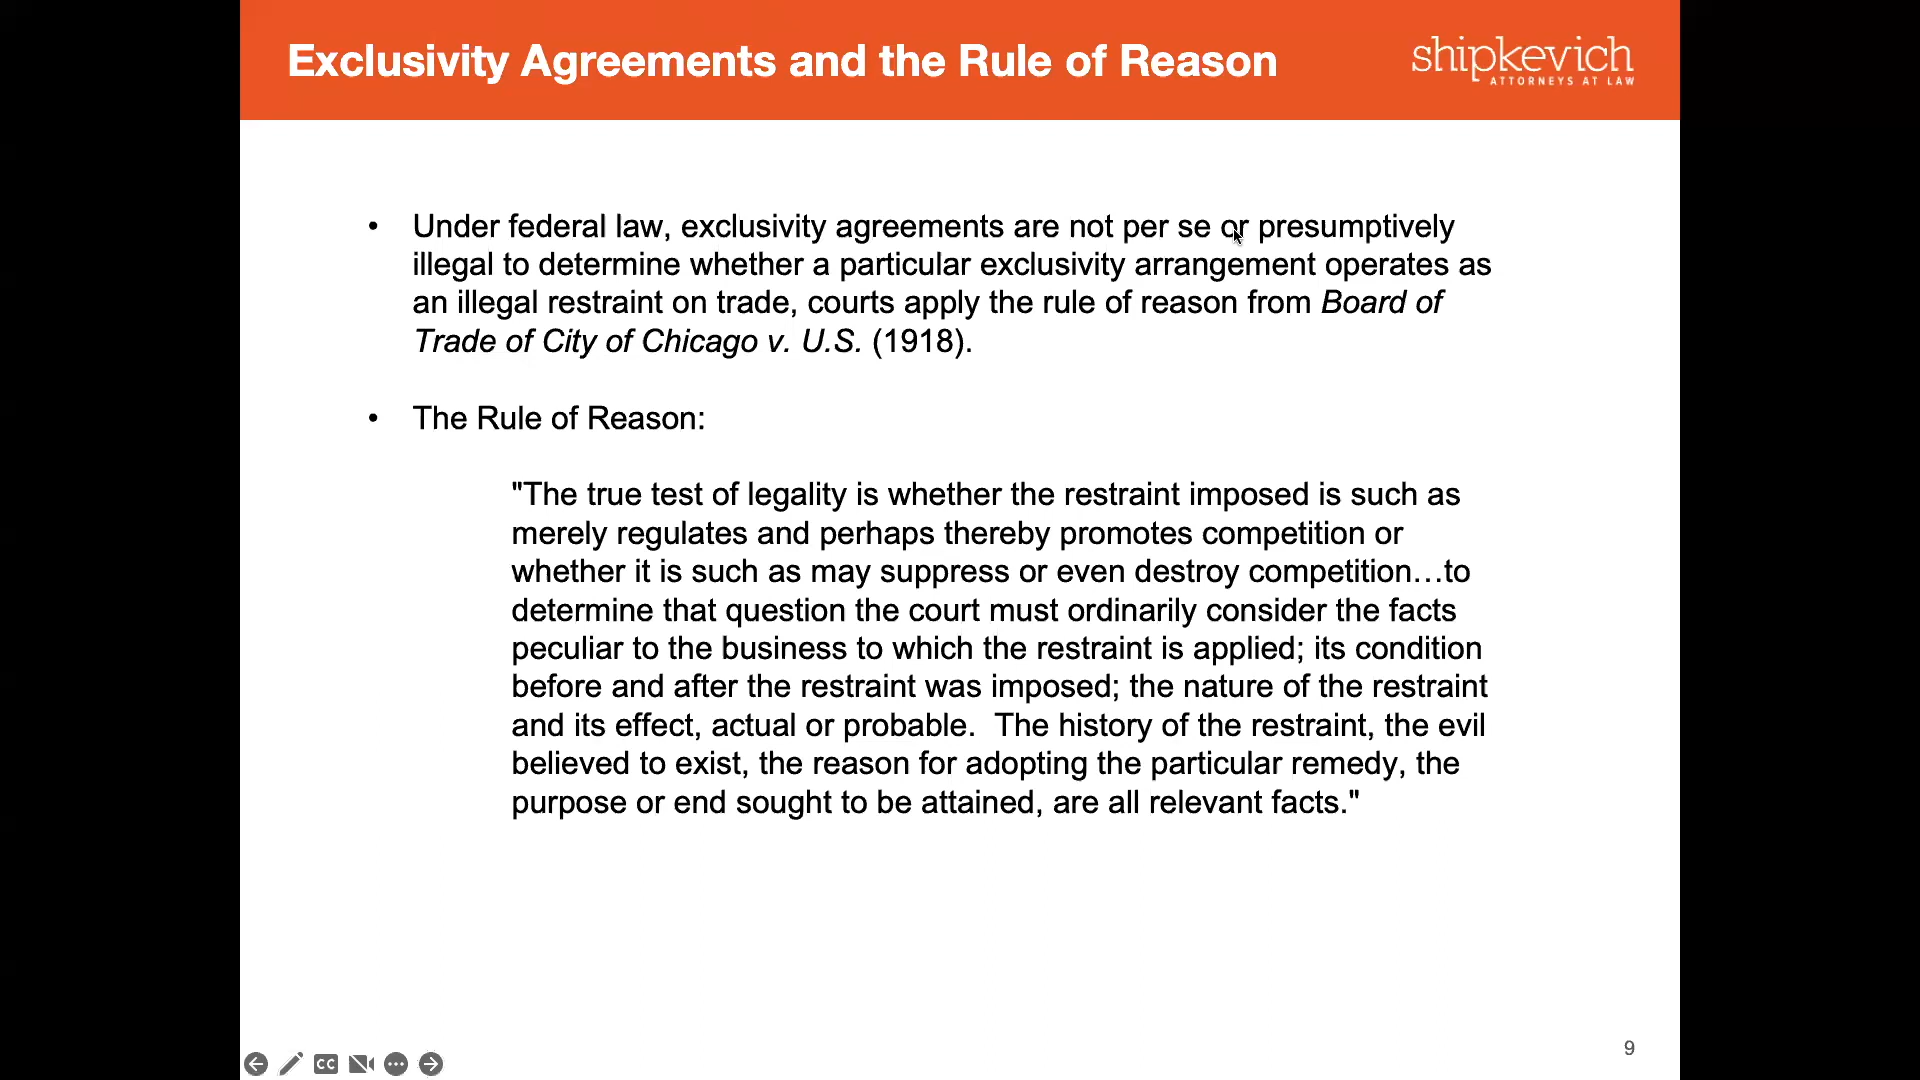 Exclusivity Agreements and the Rule of Reason
shipkevich
ATTORNEYS AT LAW
• Under federal law, exclusivity agreements are not per se or presumptively
illegal to determine whether a particular exclusivity arrangement operates as
an illegal restraint on trade, courts apply the rule of reason from Board of
Trade of City of Chicago v. U.S. (1918).
• The Rule of Reason:
"The true test of legality is whether the restraint imposed is such as
merely regulates and perhaps thereby promotes competition or
whether it is such as may suppress or even destroy competition…to
determine that question the court must ordinarily consider the facts
peculiar to the business to which the restraint is applied; its condition
before and after the restraint was imposed; the nature of the restraint
and its effect, actual or probable.  The history of the restraint, the evil
believed to exist, the reason for adopting the particular remedy, the
purpose or end sought to be attained, are all relevant facts."
9
CC